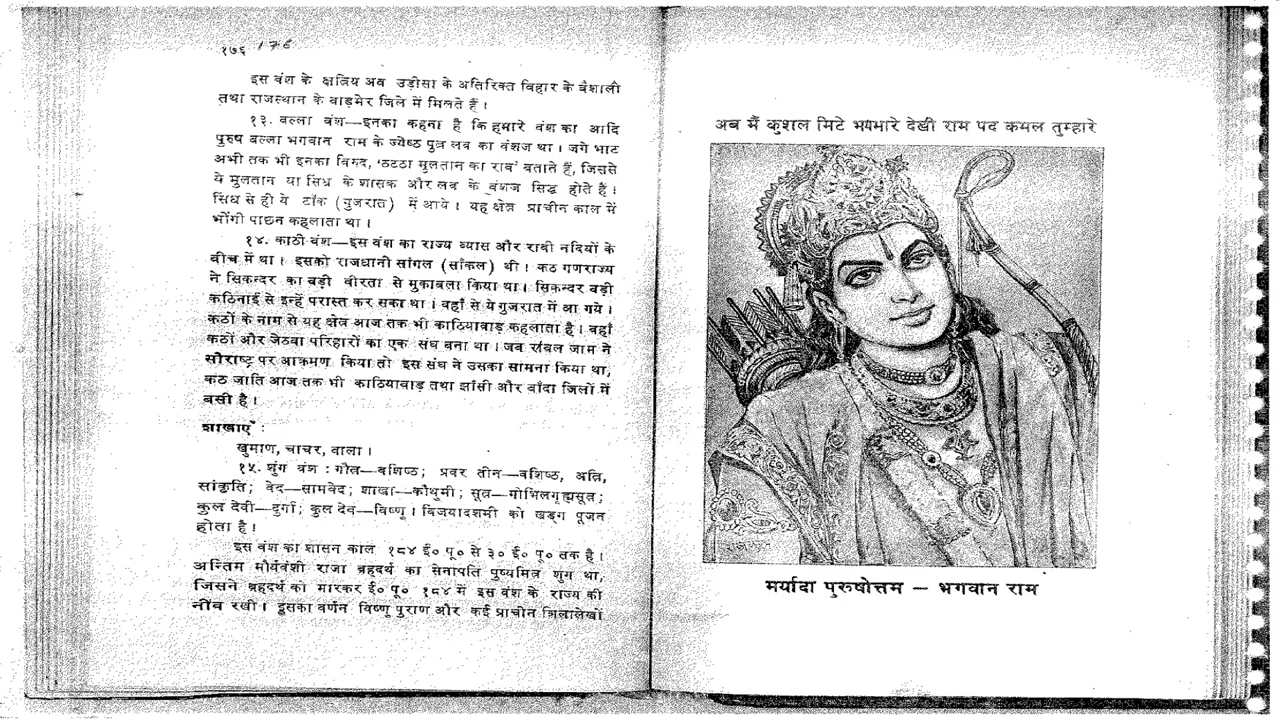 १७६ 176
इस वंश के क्षत्रिय अब उड़ीसा के अतिरिक्त बिहार के वैशाली
तथा राजस्थान के बाड़मेर जिले में मिलते हैं ।
१३. बल्ला वंश—इनका कहना है कि हमारे वंश का आदि
पुरुष बल्ला भगवान राम के ज्येष्ठ पुत्र लव का वंशज था । जगे भाट
अभी तक भी इनका विरुद, 'ठटठा मुलतान का राव' बताते हैं, जिससे
ये मुलतान या सिंध के शासक और लव के वंशज सिद्ध होते हैं ।
सिंध से ही ये टाँक (गुजरात) में आये । यह क्षेत्र प्राचीन काल में
भोंगी पाछन कहलाता था ।
१४. काठी वंश—इस वंश का राज्य ब्यास और रावी नदियों के
बीच में था । इसकी राजधानी सांगल (सांकल) थी । कठ गणराज्य
ने सिकन्दर का बड़ी वीरता से मुकाबला किया था । सिकन्दर बड़ी
कठिनाई से इन्हें परास्त कर सका था । वहाँ से ये गुजरात में आ गये ।
कठों के नाम से यह क्षेत्र आज तक भी काठियावाड़ कहलाता है । वहाँ
कठों और जेठवा परिहारों का एक संघ बना था । जब रांबल जाम ने
सौराष्ट्र पर आक्रमण किया तो इस संघ ने उसका सामना किया था,
कठ जाति आज तक भी काठियावाड़ तथा झांसी और बाँदा जिलों में
बसी है ।
शाखाएँ :
खुमाण, चाचर, वाला ।
१५. शुंग वंश : गौत्र—वशिष्ठ; प्रवर तीन—वशिष्ठ, अत्रि,
सांकृति; वेद—सामवेद; शाखा—कौथुमी; सूत्र—गोभिलगृह्यसूत्र;
कुल देवी—दुर्गा; कुल देव—विष्णु । विजयादशमी को खड्ग पूजन
होता है ।
इस वंश का शासन काल १८४ ई० पू० से ३० ई० पू० तक है ।
अन्तिम मौर्यवंशी राजा ब्रहदर्थ का सेनापति पुष्यमित्र शुंग था,
जिसने ब्रहदर्थ को मारकर ई० पू० १८४ में इस वंश के राज्य की
नींव रखी । इसका वर्णन विष्णु पुराण और कई प्राचीन शिलालेखों
अब मैं कुशल मिटे भयभारे देखी राम पद कमल तुम्हारे
मर्यादा पुरुषोत्तम – भगवान राम